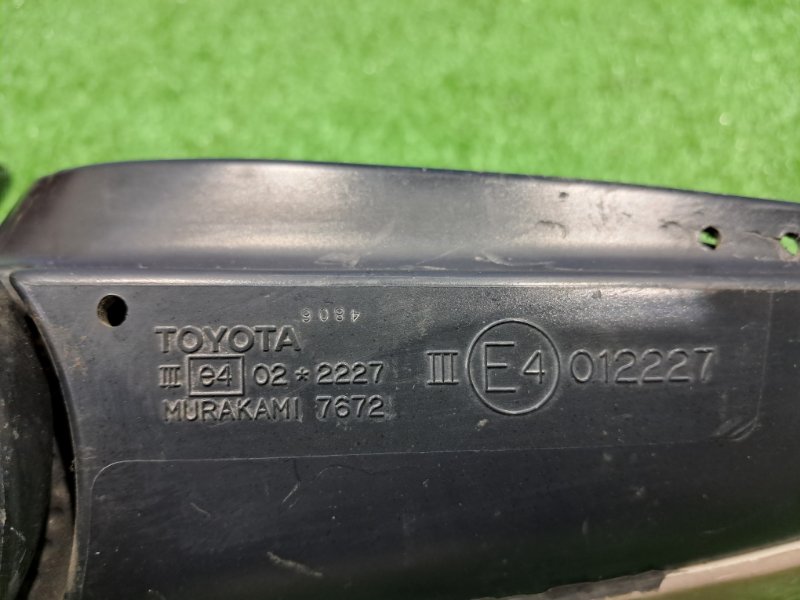 4806
TOYOTA
III e4 02*2227
MURAKAMI 7672
III E4 012227